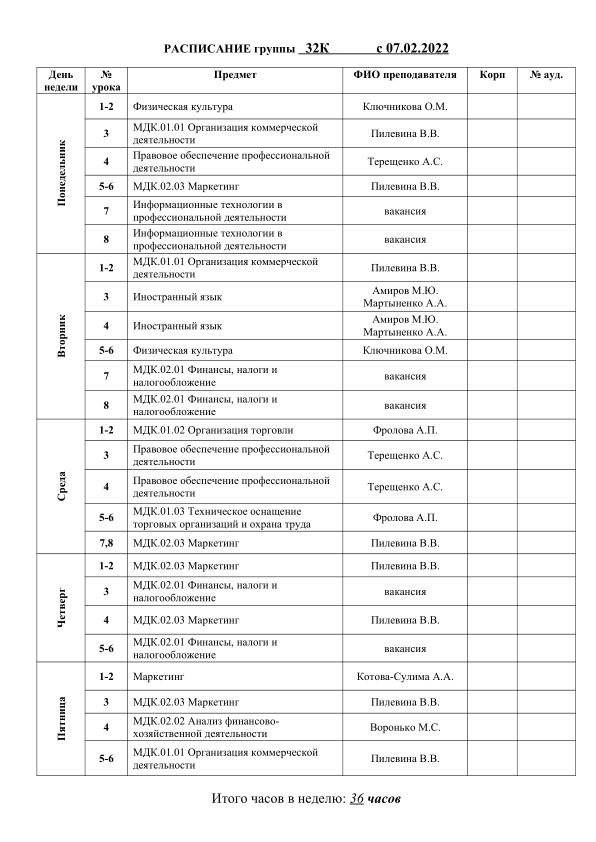 РАСПИСАНИЕ группы 32К с 07.02.2022
День недели № урока Предмет ФИО преподавателя Корп № ауд.
Понедельник
1-2 Физическая культура Ключникова О.М.
3 МДК.01.01 Организация коммерческой деятельности Пилевина В.В.
4 Правовое обеспечение профессиональной деятельности Терещенко А.С.
5-6 МДК.02.03 Маркетинг Пилевина В.В.
7 Информационные технологии в профессиональной деятельности вакансия
8 Информационные технологии в профессиональной деятельности вакансия
Вторник
1-2 МДК.01.01 Организация коммерческой деятельности Пилевина В.В.
3 Иностранный язык Амиров М.Ю. Мартыненко А.А.
4 Иностранный язык Амиров М.Ю. Мартыненко А.А.
5-6 Физическая культура Ключникова О.М.
7 МДК.02.01 Финансы, налоги и налогообложение вакансия
8 МДК.02.01 Финансы, налоги и налогообложение вакансия
Среда
1-2 МДК.01.02 Организация торговли Фролова А.П.
3 Правовое обеспечение профессиональной деятельности Терещенко А.С.
4 Правовое обеспечение профессиональной деятельности Терещенко А.С.
5-6 МДК.01.03 Техническое оснащение торговых организаций и охрана труда Фролова А.П.
7,8 МДК.02.03 Маркетинг Пилевина В.В.
Четверг
1-2 МДК.02.03 Маркетинг Пилевина В.В.
3 МДК.02.01 Финансы, налоги и налогообложение вакансия
4 МДК.02.03 Маркетинг Пилевина В.В.
5-6 МДК.02.01 Финансы, налоги и налогообложение вакансия
Пятница
1-2 Маркетинг Котова-Сулима А.А.
3 МДК.02.03 Маркетинг Пилевина В.В.
4 МДК.02.02 Анализ финансово-хозяйственной деятельности Воронько М.С.
5-6 МДК.01.01 Организация коммерческой деятельности Пилевина В.В.
Итого часов в неделю: 36 часов